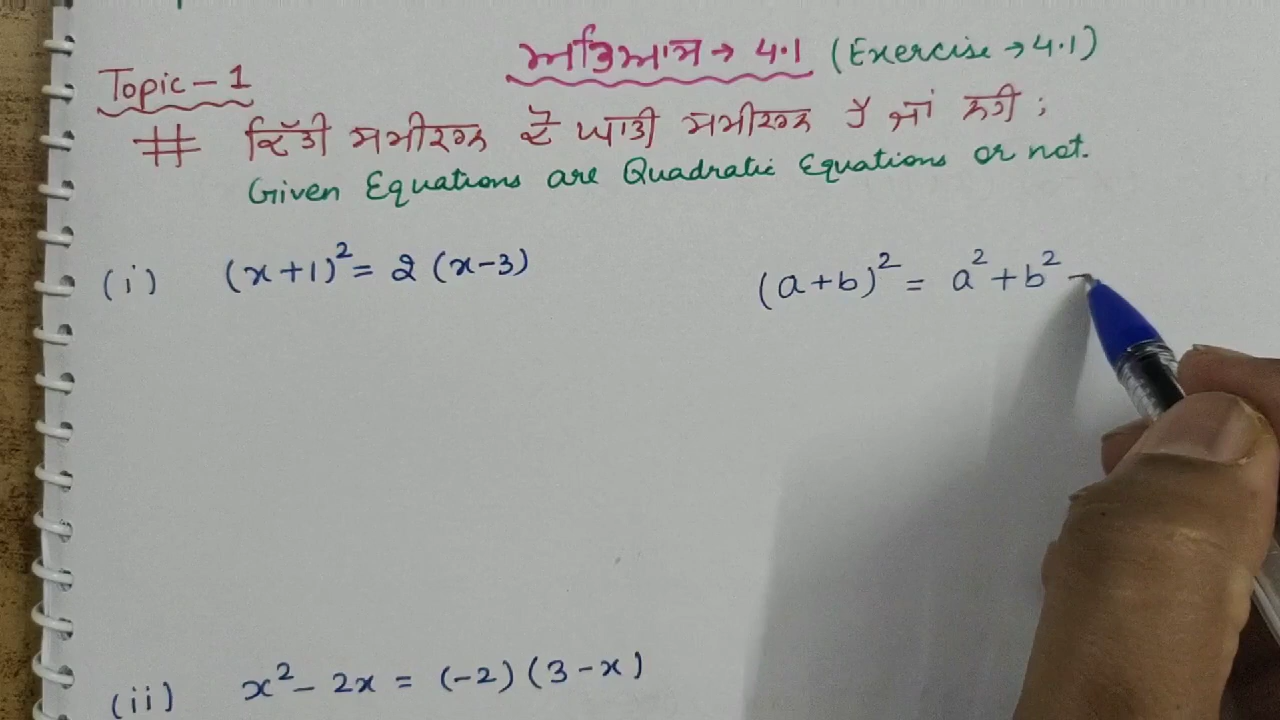 ਅਭਿਆਸ → 4.1 (Exercise → 4.1)
Topic - 1
# ਦਿੱਤੀ ਸਮੀਕਰਨ ਦੋ ਘਾਤੀ ਸਮੀਕਰਨ ਹੈ ਜਾਂ ਨਹੀ ;
Given Equations are Quadratic Equations or not.
(i) (x+1)² = 2 (x-3)
(a+b)² = a² + b² -
(ii) x² - 2x = (-2) (3-x)